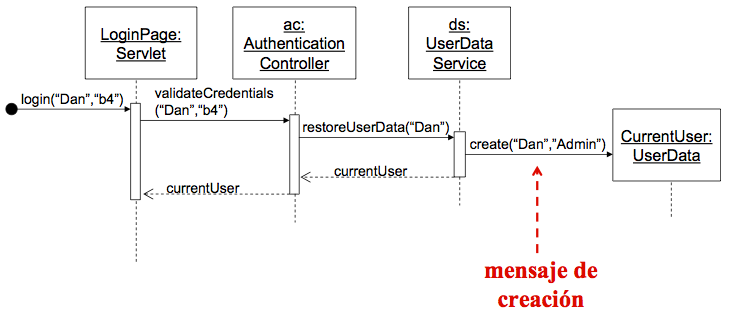 LoginPage:
Servlet
ac:
Authentication
Controller
ds:
UserData
Service
login(“Dan”,“b4”)
validateCredentials
(“Dan”,“b4”)
restoreUserData(“Dan”)
create(“Dan”,”Admin”)
CurrentUser:
UserData
currentUser
currentUser
mensaje de
creación